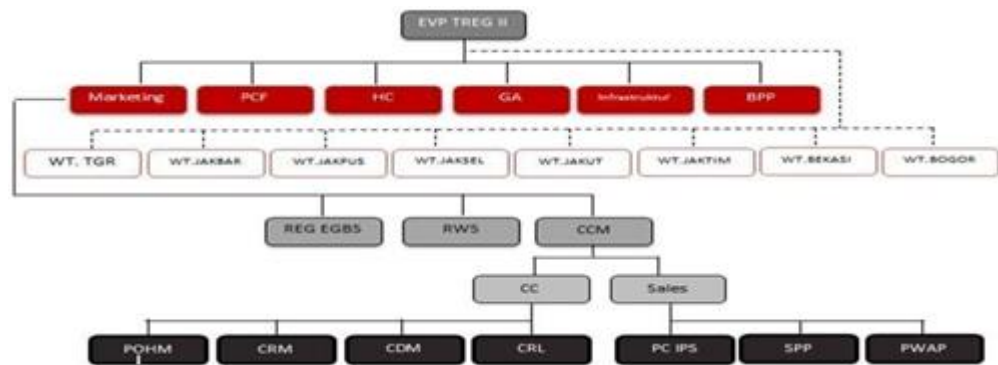 EVP TREG II
Marketing PCF HC GA Infrastruktur BPP
WT. TGR WT.JAKBAR WT.JAKPUS WT.JAKSEL WT.JAKUT WT.JAKTIM WT.BEKASI WT.BOGOR
REG EGBS RWS CCM
CC Sales
POHM CRM CDM CRL PC IPS SPP PWAP